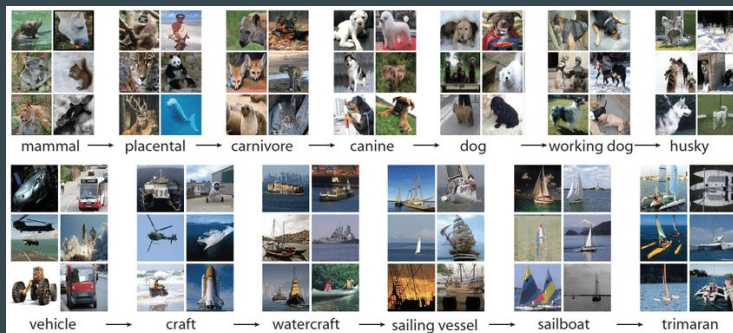 mammal → placental → carnivore → canine → dog → working dog → husky
vehicle → craft → watercraft → sailing vessel → sailboat → trimaran